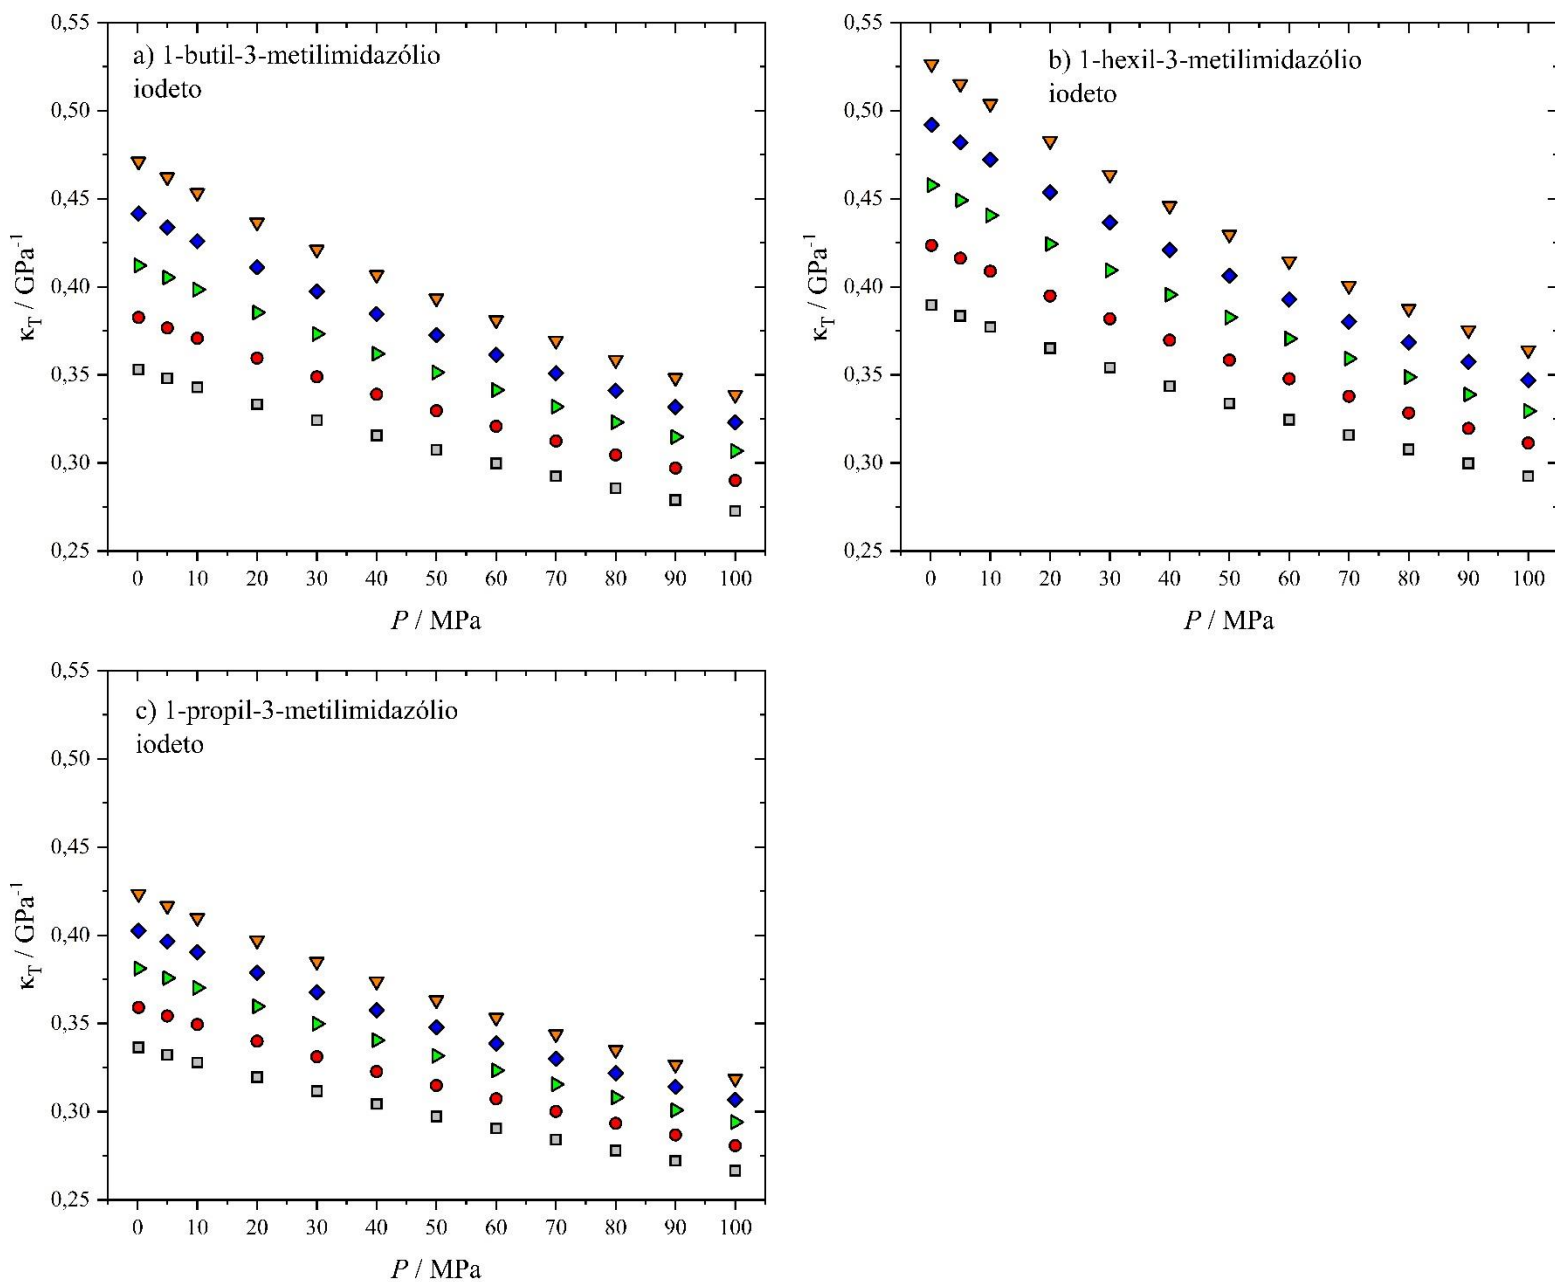 a) 1-butil-3-metilimidazólio
iodeto
0,55
0,50
0,45
0,40
0,35
0,30
0,25
κT / GPa-1
0 10 20 30 40 50 60 70 80 90 100
P / MPa
b) 1-hexil-3-metilimidazólio
iodeto
0,55
0,50
0,45
0,40
0,35
0,30
0,25
κT / GPa-1
0 10 20 30 40 50 60 70 80 90 100
P / MPa
c) 1-propil-3-metilimidazólio
iodeto
0,55
0,50
0,45
0,40
0,35
0,30
0,25
κT / GPa-1
0 10 20 30 40 50 60 70 80 90 100
P / MPa